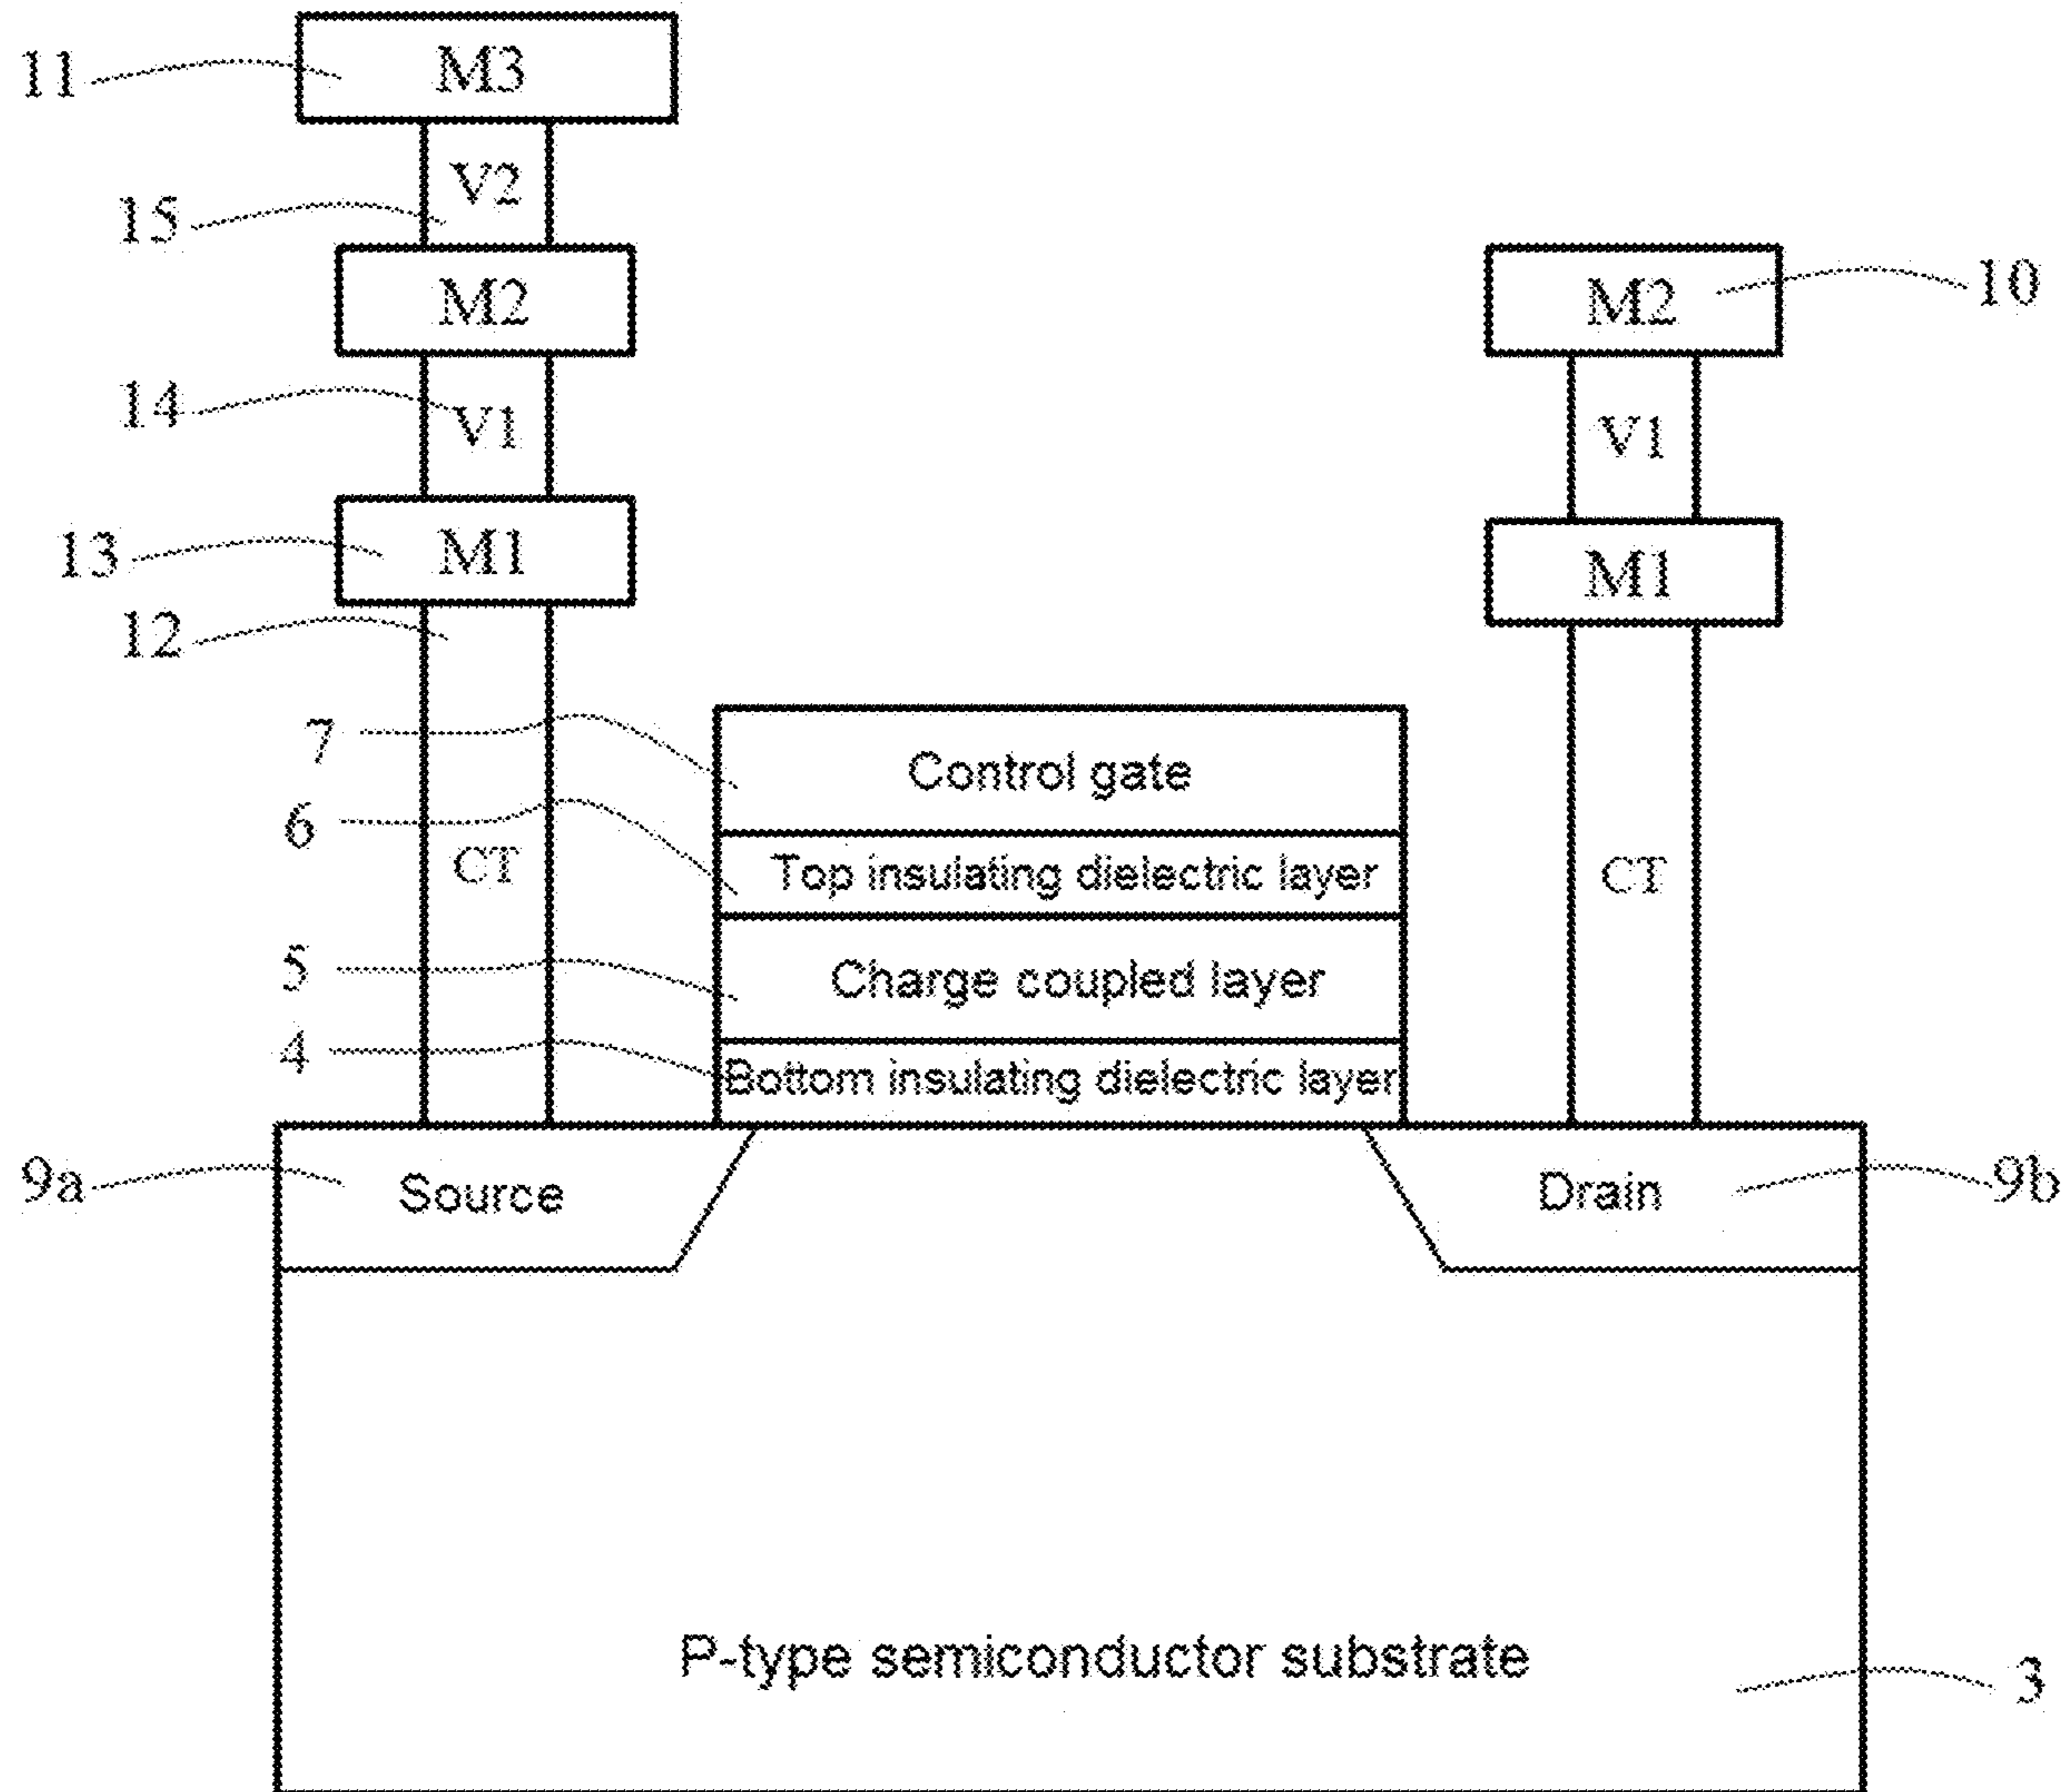 11
M3
V2
15
M2
M2
10
14
V1
V1
13
M1
M1
12
7
Control gate
6
CT
Top insulating dielectric layer
CT
5
Charge coupled layer
4
Bottom insulating dielectric layer
9a
Source
Drain
9b
P-type semiconductor substrate
3